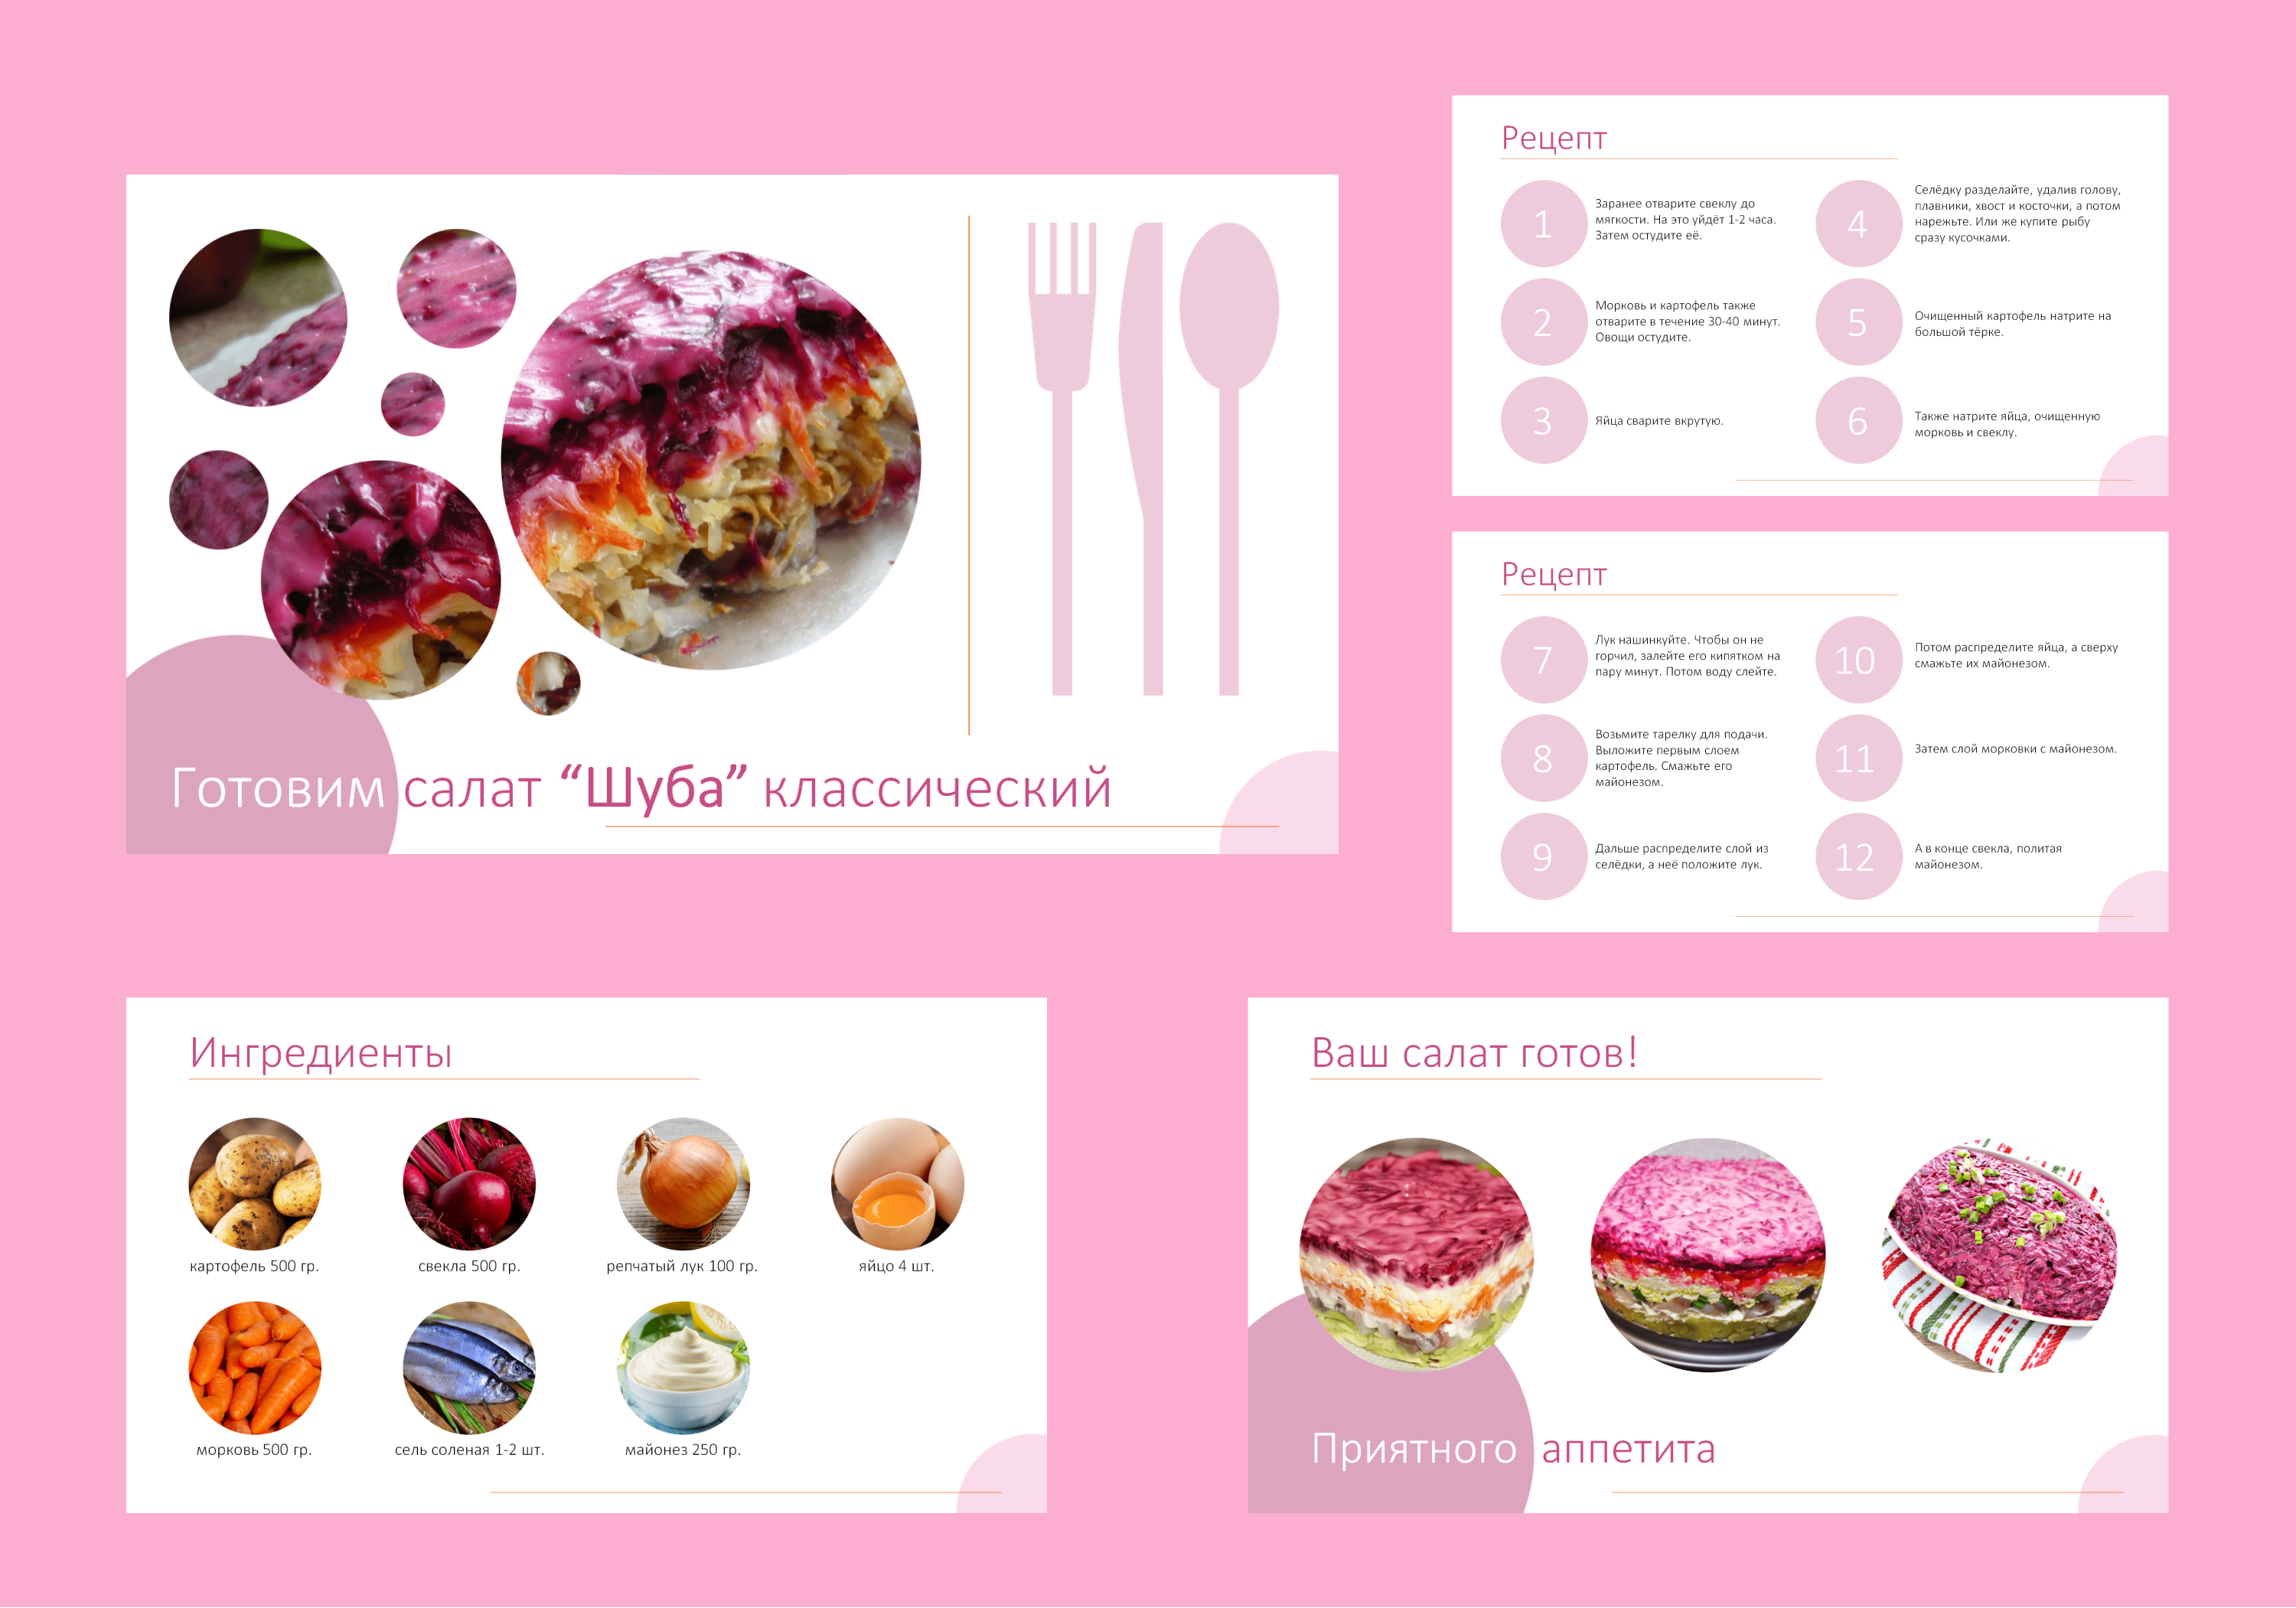 Готовим салат “Шуба” классический
Рецепт
1
Заранее отварите свеклу до
мягкости. На это уйдёт 1-2 часа.
Затем остудите её.
2
Морковь и картофель также
отварите в течение 30-40 минут.
Овощи остудите.
3
Яйца сварите вкрутую.
4
Селёдку разделайте, удалив голову,
плавники, хвост и косточки, а потом
нарежьте. Или же купите рыбу
сразу кусочками.
5
Очищенный картофель натрите на
большой тёрке.
6
Также натрите яйца, очищенную
морковь и свеклу.
Рецепт
7
Лук нашинкуйте. Чтобы он не
горчил, залейте его кипятком на
пару минут. Потом воду слейте.
8
Возьмите тарелку для подачи.
Выложите первым слоем
картофель. Смажьте его
майонезом.
9
Дальше распределите слой из
селёдки, а неё положите лук.
10
Потом распределите яйца, а сверху
смажьте их майонезом.
11
Затем слой морковки с майонезом.
12
А в конце свекла, политая
майонезом.
Ингредиенты
картофель 500 гр.
свекла 500 гр.
репчатый лук 100 гр.
яйцо 4 шт.
морковь 500 гр.
сель соленая 1-2 шт.
майонез 250 гр.
Ваш салат готов!
Приятного аппетита